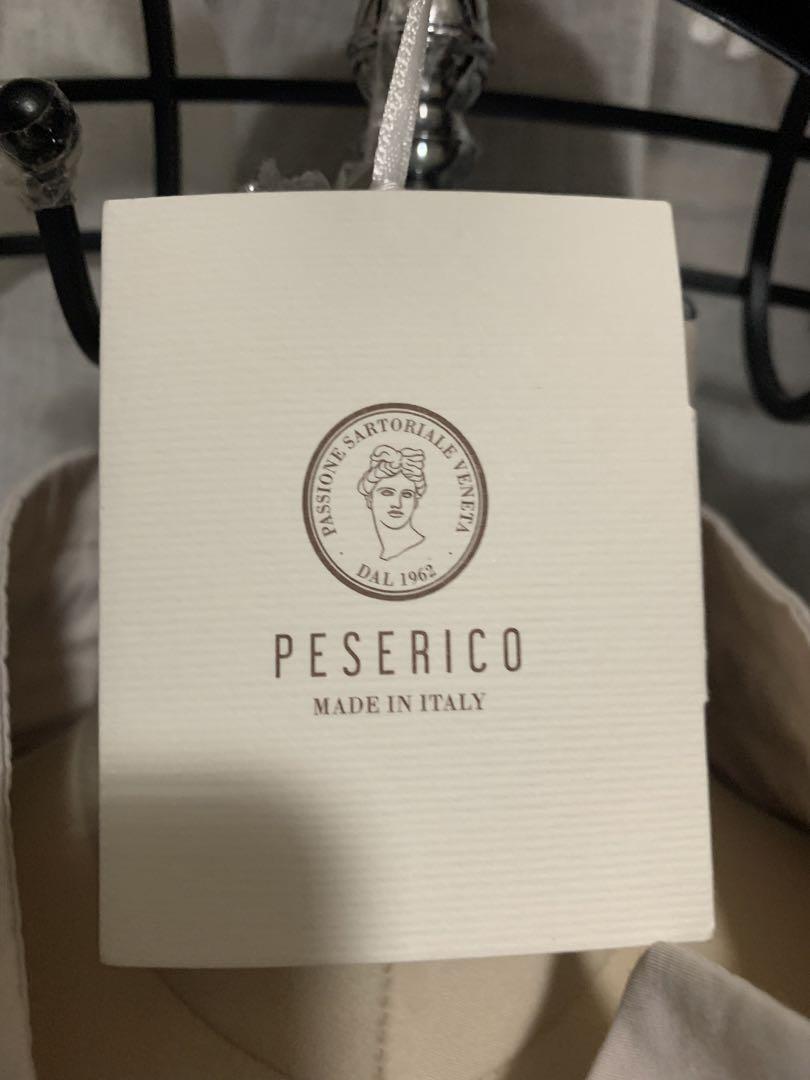 PASSIONE SARTORIALE VENETA
· DAL 1962 ·
PESERICO
MADE IN ITALY